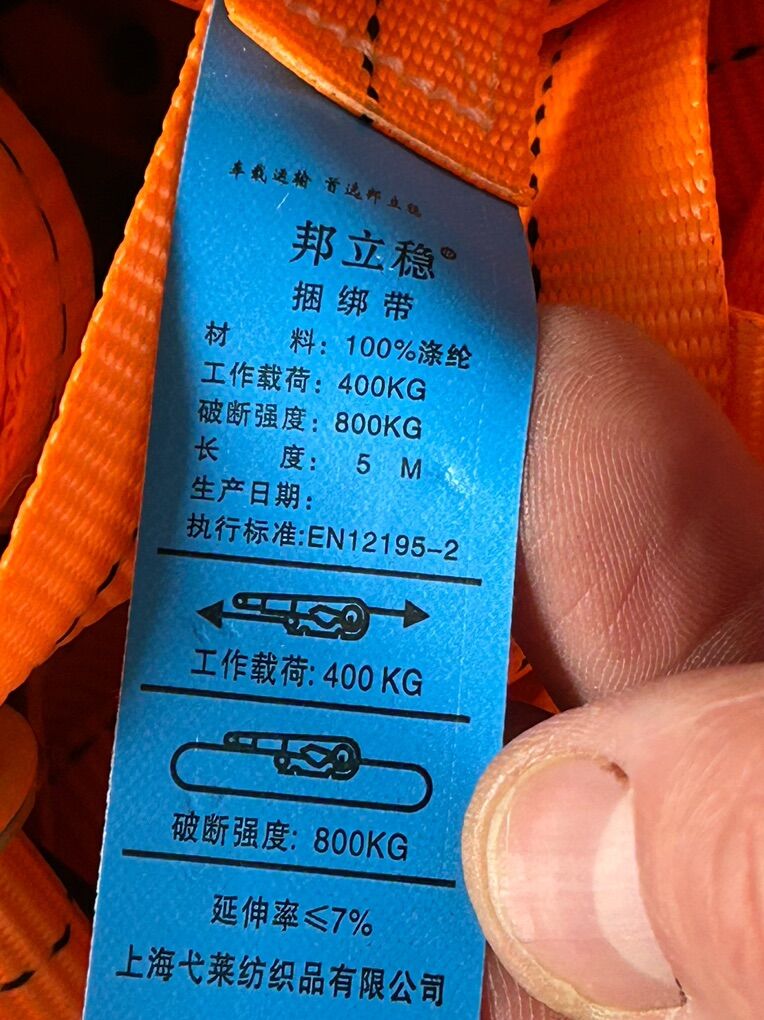 车载运输 首选邦立稳
邦立稳®
捆绑带
材 料：100%涤纶
工作载荷：400KG
破断强度：800KG
长 度： 5 M
生产日期：
执行标准:EN12195-2
工作载荷:400KG
破断强度: 800KG
延伸率≤7%
上海弋莱纺织品有限公司